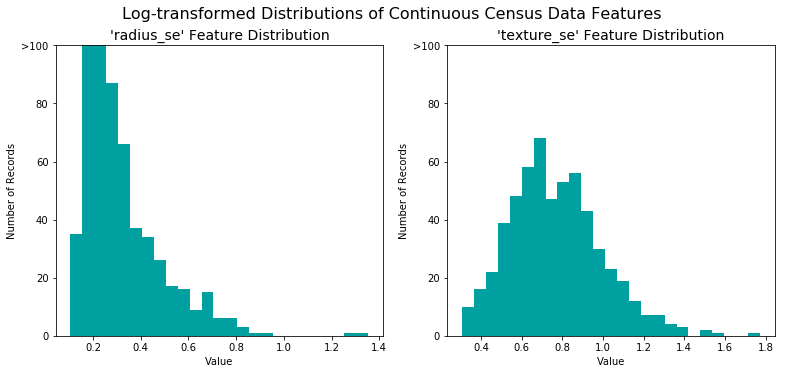 Log-transformed Distributions of Continuous Census Data Features
'radius_se' Feature Distribution
Number of Records
>100
80
60
40
20
0
0.2 0.4 0.6 0.8 1.0 1.2 1.4
Value
'texture_se' Feature Distribution
Number of Records
>100
80
60
40
20
0
0.4 0.6 0.8 1.0 1.2 1.4 1.6 1.8
Value